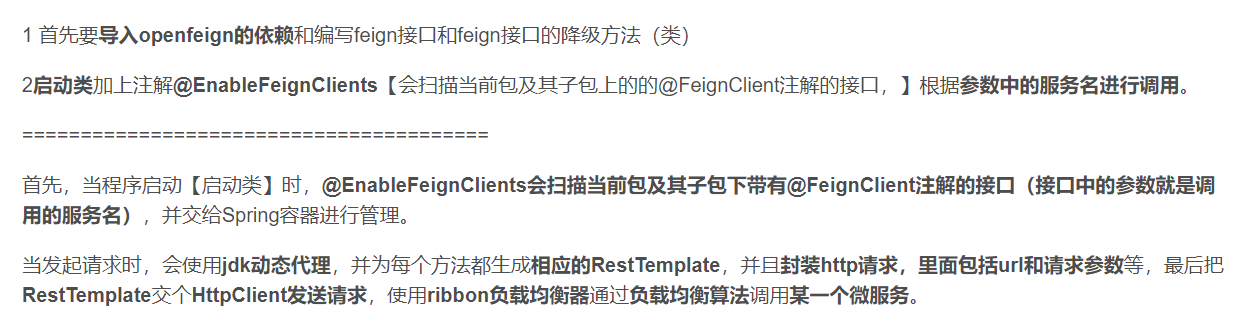 1 首先要导入openfeign的依赖和编写feign接口和feign接口的降级方法（类）
2启动类加上注解@EnableFeignClients【会扫描当前包及其子包上的的@FeignClient注解的接口，】根据参数中的服务名进行调用。
========================================
首先，当程序启动【启动类】时，@EnableFeignClients会扫描当前包及其子包下带有@FeignClient注解的接口（接口中的参数就是调
用的服务名），并交给Spring容器进行管理。
当发起请求时，会使用jdk动态代理，并为每个方法都生成相应的RestTemplate，并且封装http请求，里面包括url和请求参数等，最后把
RestTemplate交个HttpClient发送请求，使用ribbon负载均衡器通过负载均衡算法调用某一个微服务。